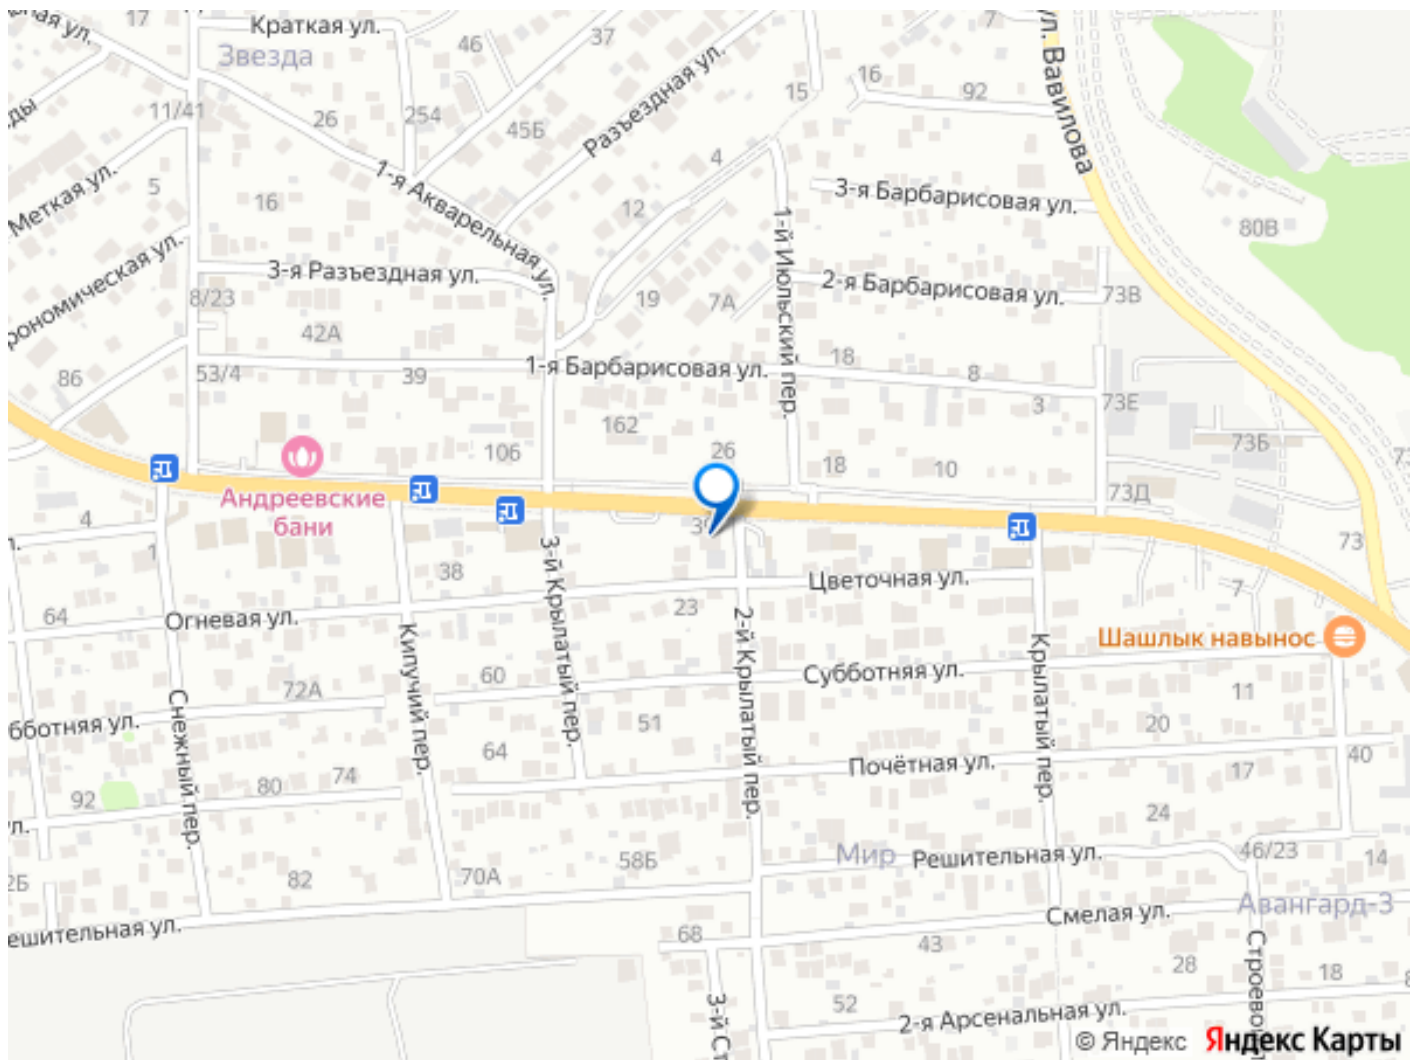 17
Краткая ул.
Звезда
46
37
7
ул. Вавилова
Разъездная ул.
16
92
15
11/41
26
254
45Б
1-я Акварельная ул.
4
3-я Барбарисовая ул.
Меткая ул.
5
16
12
1-й Июльский пер.
80В
3-я Разъездная ул.
2-я Барбарисовая ул.
73В
8/23
19
7А
42А
86
53/4
39
1-я Барбарисовая ул.
18
8
3
73Е
162
106
26
18
10
73Б
73Д
Андреевские
бани
4
1
38
3-й Крылатый пер.
73
Цветочная ул.
7
64
Огневая ул.
23
2-й Крылатый пер.
Кипучий пер.
Крылатый пер.
Шашлык навынос
Субботняя ул.
60
72А
11
Снежный пер.
51
20
64
Почётная ул.
40
74
80
92
17
24
58Б
Мир
Решительная ул.
46/23
14
82
70А
Авангард-3
Смелая ул.
68
43
28
18
52
2-я Арсенальная ул.
© Яндекс Яндекс Карты